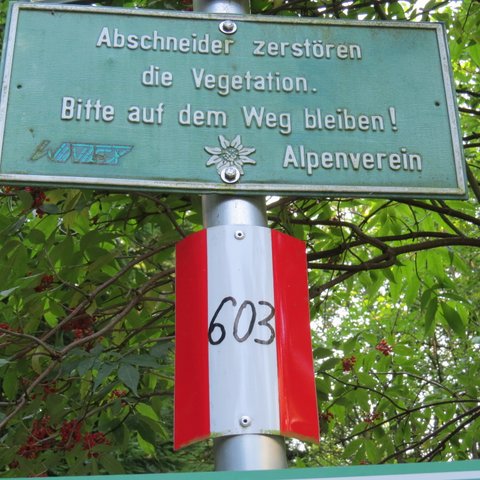 Abschneider zerstören
die Vegetation.
Bitte auf dem Weg bleiben!
Alpenverein
603